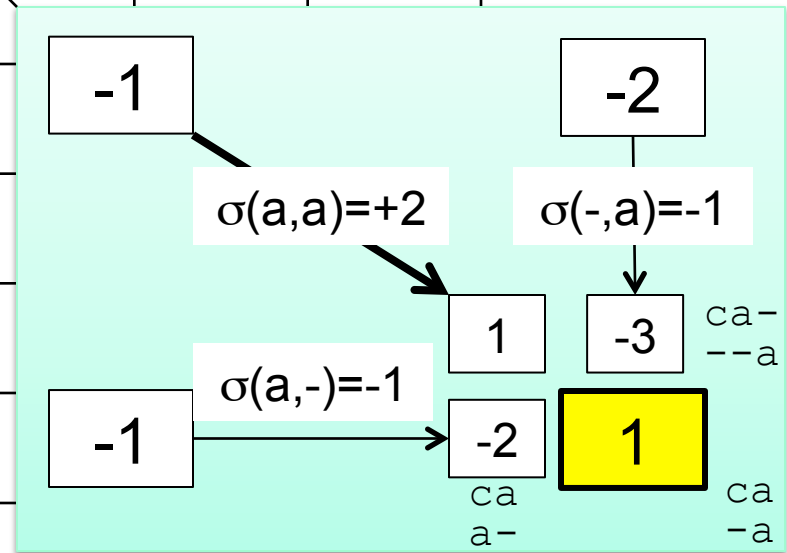 -1
-2
σ(a,a)=+2
σ(-,a)=-1
1
-3
ca-
--a
σ(a,-)=-1
-1
-2
1
ca
a-
ca
-a